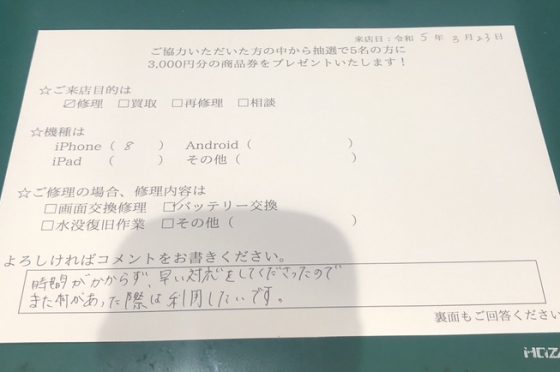 来店日：令和 5 年 3 月 23 日
ご協力いただいた方の中から抽選で5名の方に
3,000円分の商品券をプレゼントいたします！
☆ご来店目的は
☑修理 □買取 □再修理 □相談
☆機種は
iPhone（ 8 ） Android（ ）
iPad （ ） その他（ ）
☆ご修理の場合、修理内容は
□画面交換修理 ☑バッテリー交換
□水没復旧作業 □その他（ ）
よろしければコメントをお書きください。
時間がかからず、早い対応をしてくださったので
また何があった際は利用したいです。
裏面もご回答ください
HOZA